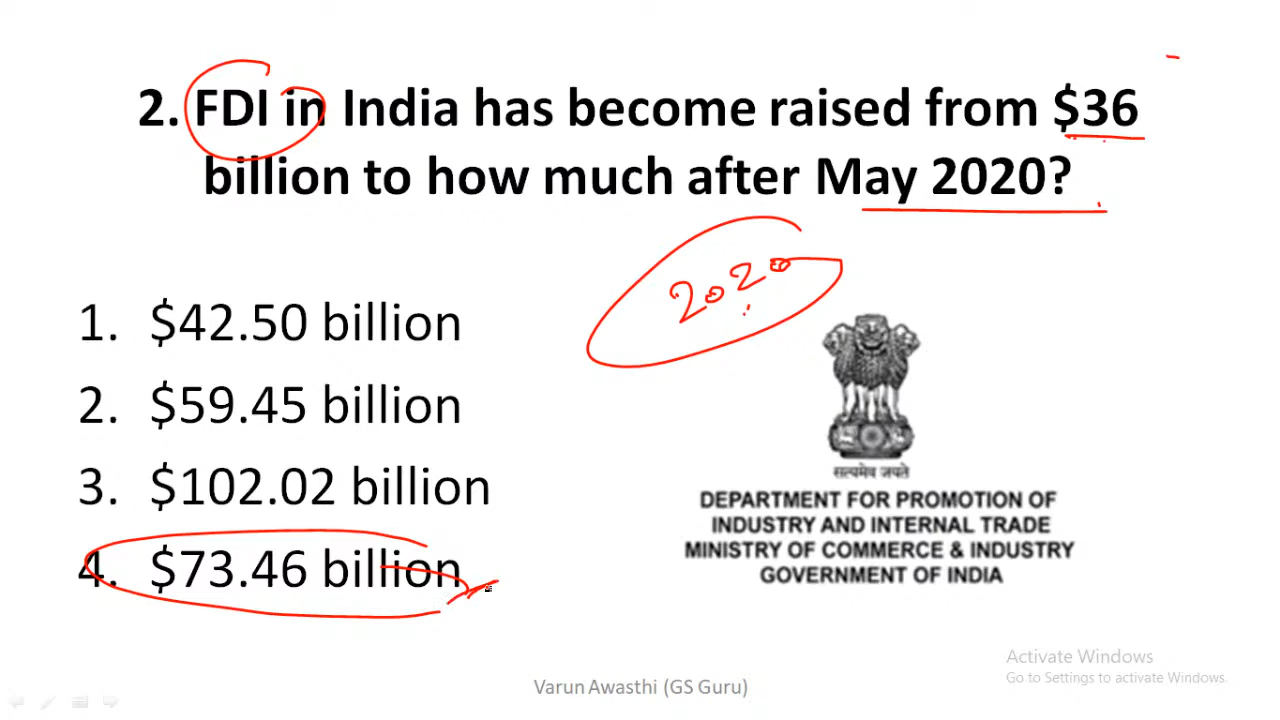 2. FDI in India has become raised from $36
billion to how much after May 2020?
2020
1. $42.50 billion
2. $59.45 billion
3. $102.02 billion
4. $73.46 billion
सत्यमेव जयते
DEPARTMENT FOR PROMOTION OF
INDUSTRY AND INTERNAL TRADE
MINISTRY OF COMMERCE & INDUSTRY
GOVERNMENT OF INDIA
Activate Windows
Go to Settings to activate Windows.
Varun Awasthi (GS Guru)